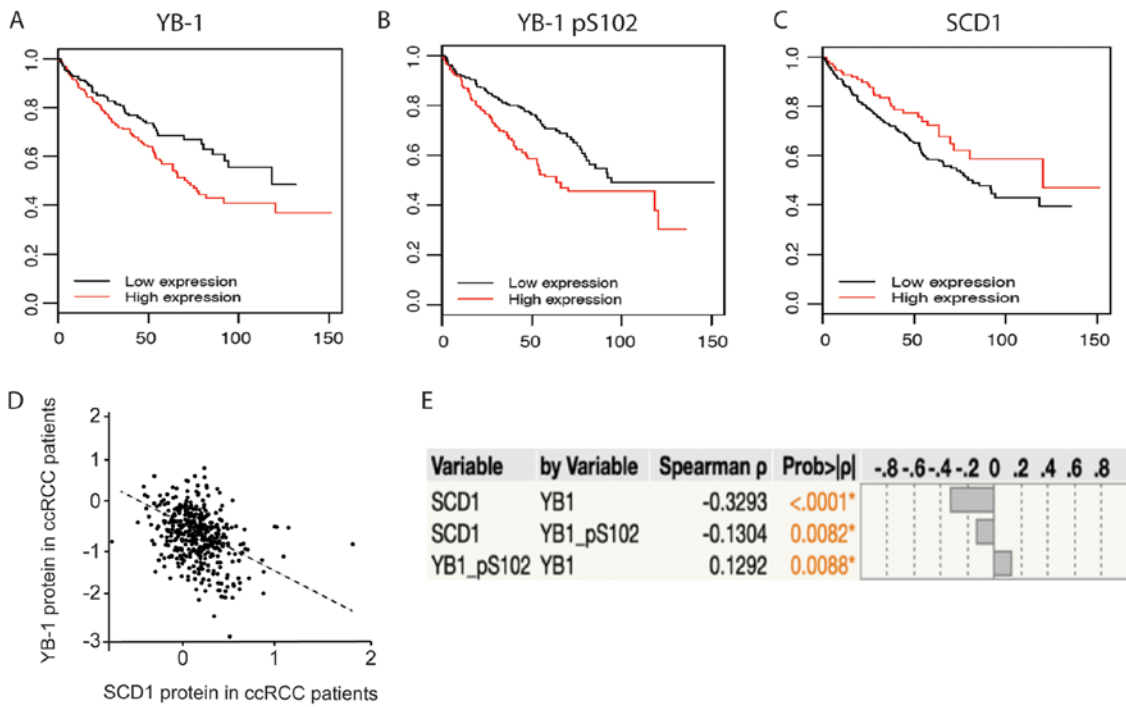 A YB-1
1.0
0.8
0.6
0.4
0.2
0.0
Low expression
High expression
0 50 100 150
B YB-1 pS102
1.0
0.8
0.6
0.4
0.2
0.0
Low expression
High expression
0 50 100 150
C SCD1
1.0
0.8
0.6
0.4
0.2
0.0
Low expression
High expression
0 50 100 150
D
YB-1 protein in ccRCC patients
2
1
0
-1
-2
-3
0 1 2
SCD1 protein in ccRCC patients
E
Variable by Variable Spearman ρ Prob>|ρ| -.8 -.6 -.4 -.2 0 .2 .4 .6 .8
SCD1 YB1 -0.3293 <.0001*
SCD1 YB1_pS102 -0.1304 0.0082*
YB1_pS102 YB1 0.1292 0.0088*